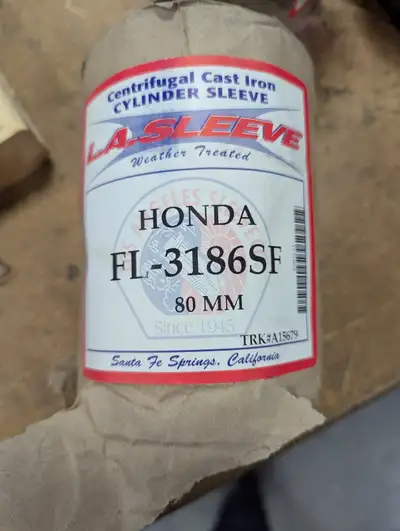 Centrifugal Cast Iron
CYLINDER SLEEVE
L.A. SLEEVE
Weather Treated
HONDA
FL-3186SF
80 MM
Since 1945
TRK#A15679
Santa Fe Springs, California